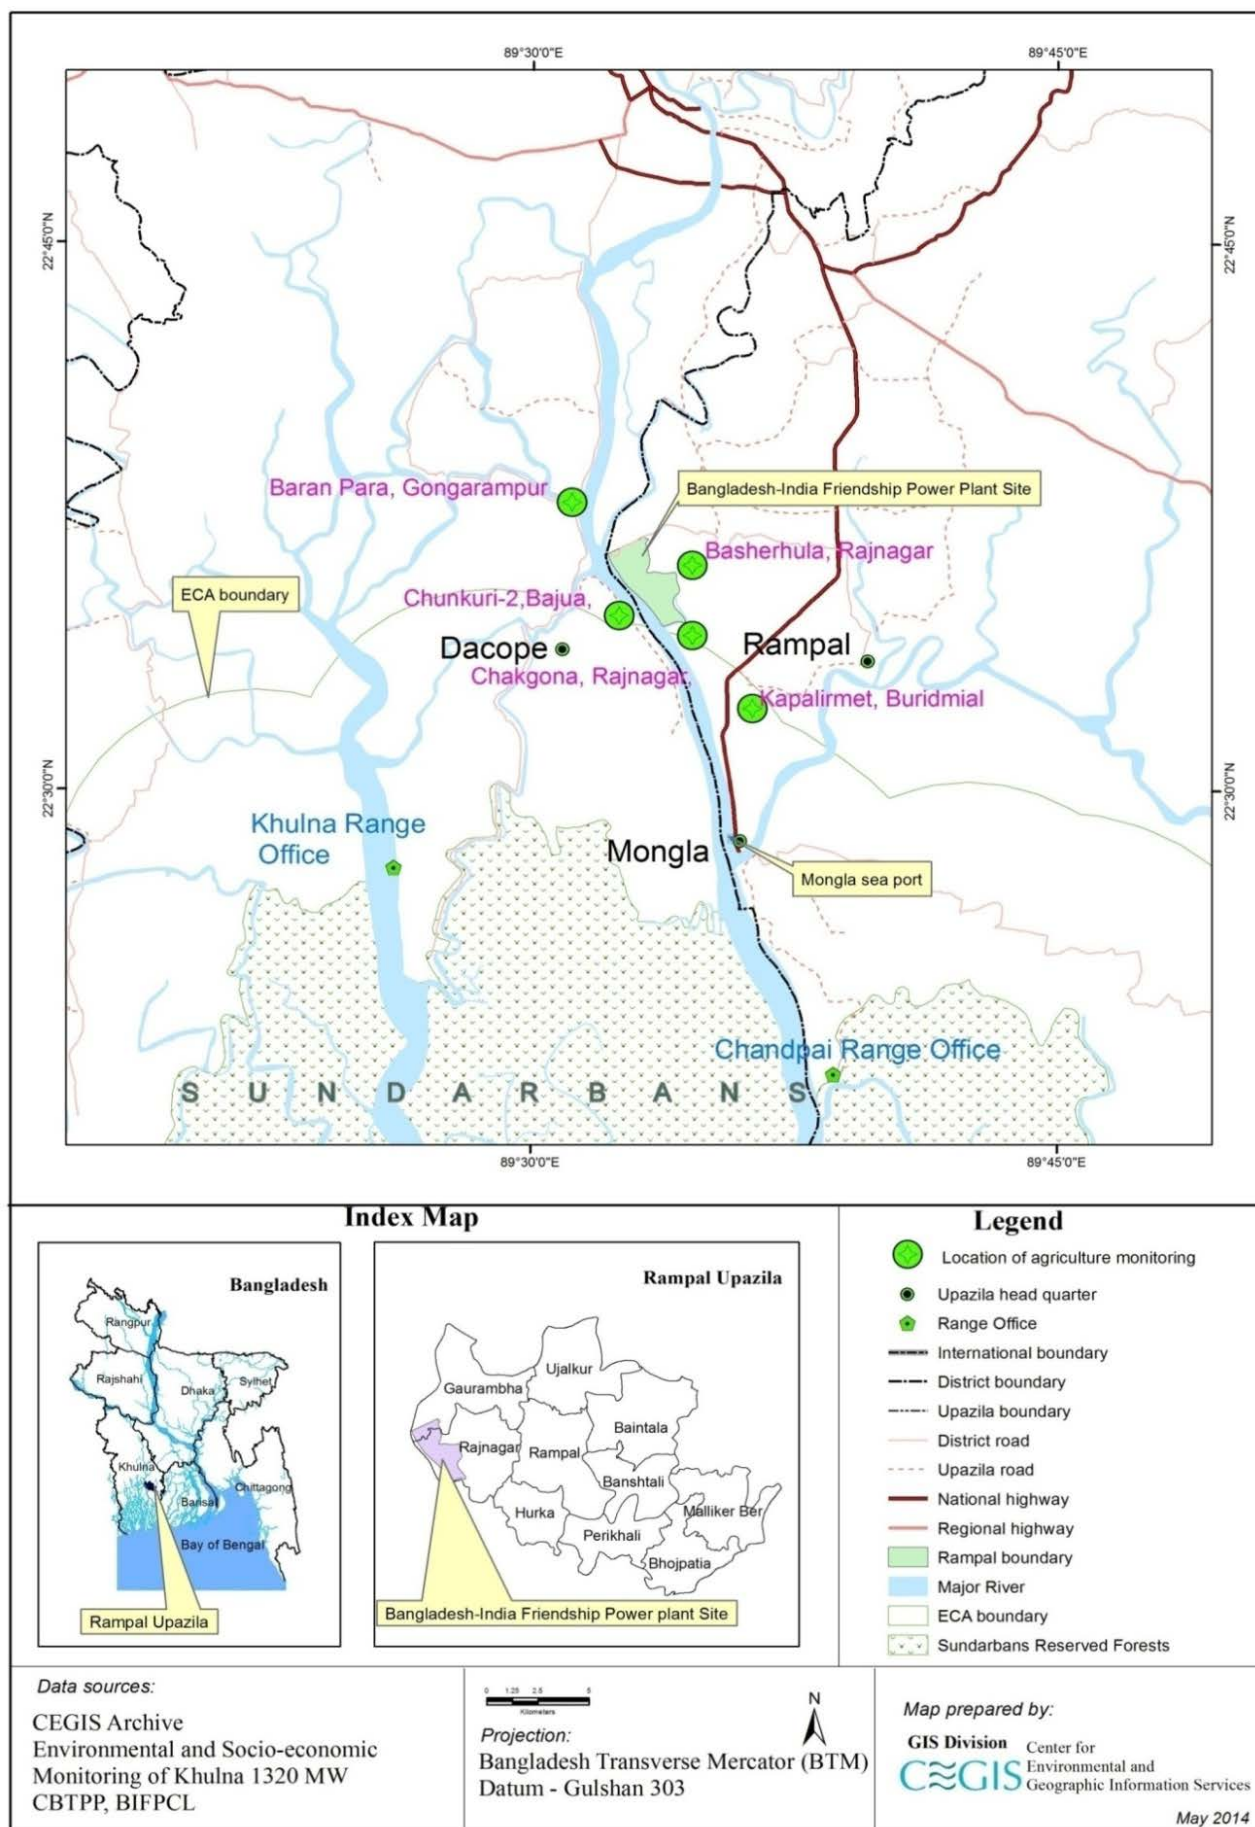 89°30'0"E
89°45'0"E
22°45'0"N
22°45'0"N
Baran Para, Gongarampur
Bangladesh-India Friendship Power Plant Site
Basherhula, Rajnagar
ECA boundary
Chunkuri-2,Bajua,
Dacope
Rampal
Chakgona, Rajnagar,
Kapalirmet, Buridmial
22°30'0"N
22°30'0"N
Khulna Range
Office
Mongla
Mongla sea port
Chandpai Range Office
SUNDARBANS
89°30'0"E
89°45'0"E
Index Map
Bangladesh
Rangpur
Rajshahi
Dhaka
Sylhet
Khulna
Barisal
Chittagong
Bay of Bengal
Rampal Upazila
Rampal Upazila
Ujalkur
Gaurambha
Baintala
Rajnagar
Rampal
Banshtali
Hurka
Malliker Ber
Perikhali
Bhojpatia
Bangladesh-India Friendship Power plant Site
Legend
Location of agriculture monitoring
Upazila head quarter
Range Office
International boundary
District boundary
Upazila boundary
District road
Upazila road
National highway
Regional highway
Rampal boundary
Major River
ECA boundary
Sundarbans Reserved Forests
Data sources:
CEGIS Archive
Environmental and Socio-economic
Monitoring of Khulna 1320 MW
CBTPP, BIFPCL
0 1.25 2.5 5
Kilometers
N
Projection:
Bangladesh Transverse Mercator (BTM)
Datum - Gulshan 303
Map prepared by:
GIS Division
CEGIS
Center for
Environmental and
Geographic Information Services
May 2014